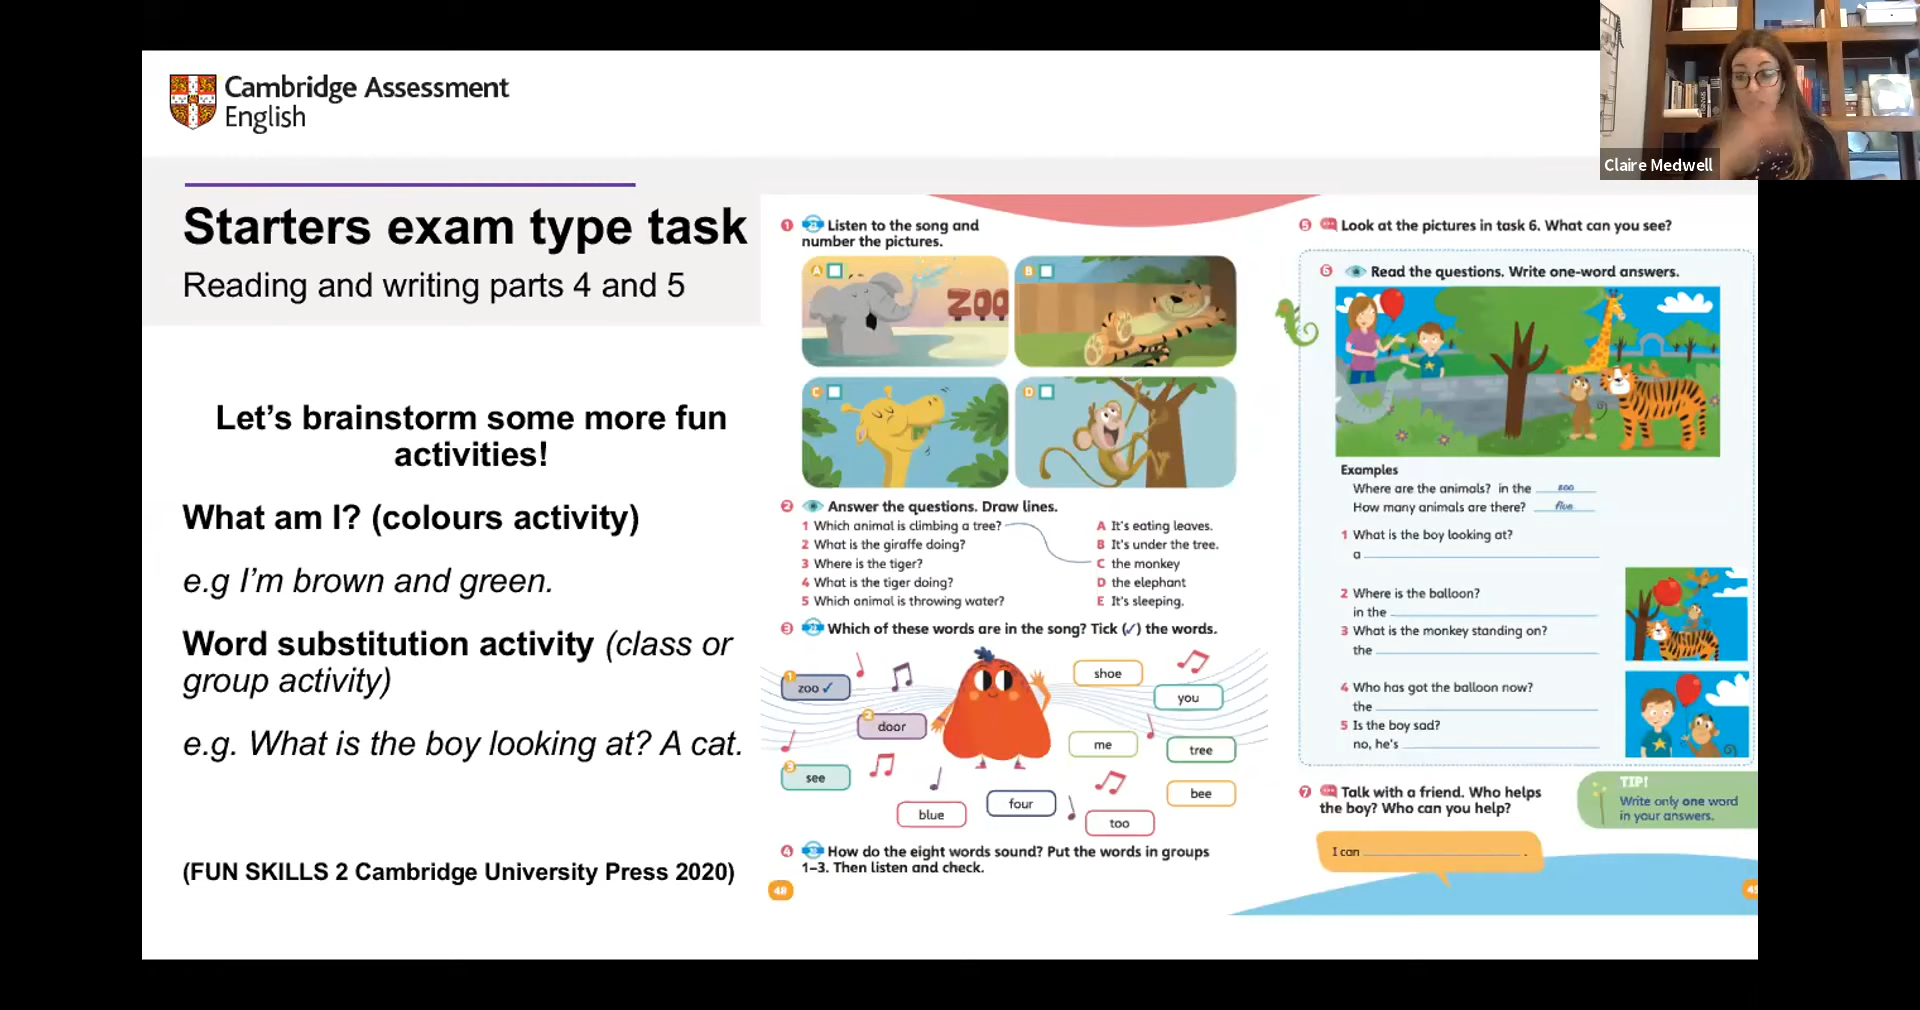 Cambridge Assessment
English
Claire Medwell
Starters exam type task
Reading and writing parts 4 and 5
Let's brainstorm some more fun
activities!
What am I? (colours activity)
e.g I'm brown and green.
Word substitution activity (class or
group activity)
e.g. What is the boy looking at? A cat.
(FUN SKILLS 2 Cambridge University Press 2020)
1 Listen to the song and
number the pictures.
A
ZOO
B
C
D
2 Answer the questions. Draw lines.
1 Which animal is climbing a tree?
2 What is the giraffe doing?
3 Where is the tiger?
4 What is the tiger doing?
5 Which animal is throwing water?
A It's eating leaves.
B It's under the tree.
C the monkey
D the elephant
E It's sleeping.
3 Which of these words are in the song? Tick (✓) the words.
1 zoo ✓
2 door
3 see
blue
four
shoe
you
me
tree
bee
too
4 How do the eight words sound? Put the words in groups
1–3. Then listen and check.
48
5 Look at the pictures in task 6. What can you see?
6 Read the questions. Write one-word answers.
Examples
Where are the animals? in the zoo
How many animals are there? five
1 What is the boy looking at?
a
2 Where is the balloon?
in the
3 What is the monkey standing on?
the
4 Who has got the balloon now?
the
5 Is the boy sad?
no, he's
7 Talk with a friend. Who helps
the boy? Who can you help?
I can .
TIP!
Write only one word
in your answers.